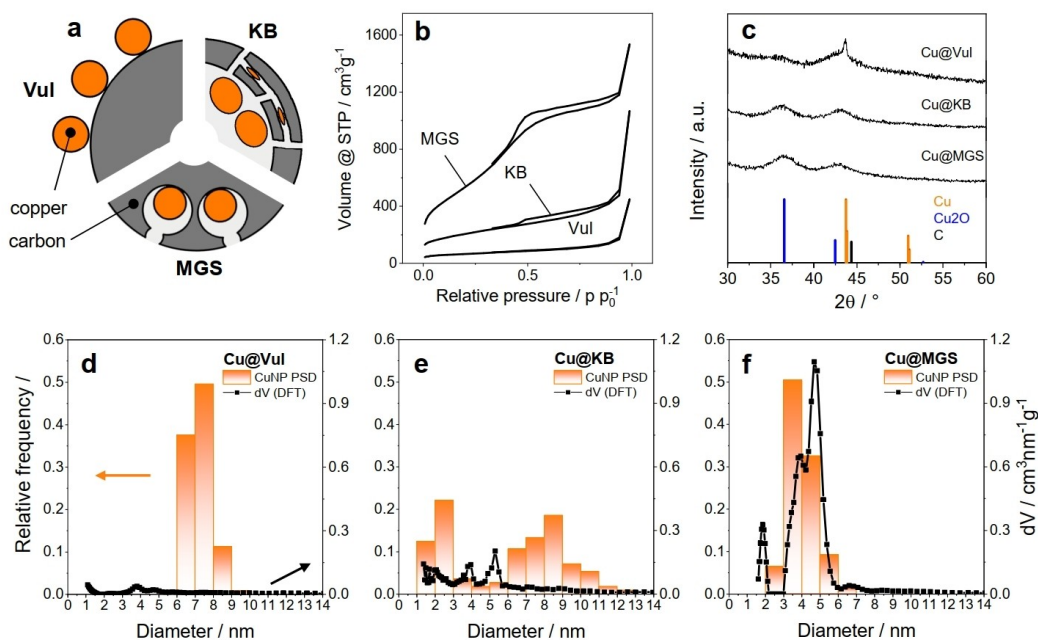 a
KB
Vul
copper
carbon
MGS
b
Volume @ STP / cm³g⁻¹
1600
1200
800
400
0
MGS
KB
Vul
0.0
0.5
1.0
Relative pressure / p p₀⁻¹
c
Intensity / a.u.
Cu@Vul
Cu@KB
Cu@MGS
Cu
Cu2O
C
30 35 40 45 50 55 60
2θ / °
d
Cu@Vul
CuNP PSD
dV (DFT)
Relative frequency /
0.6
0.5
0.4
0.3
0.2
0.1
0.0
1.2
0.9
0.6
0.3
0.0
0 1 2 3 4 5 6 7 8 9 10 11 12 13 14
Diameter / nm
e
Cu@KB
CuNP PSD
dV (DFT)
0.6
0.5
0.4
0.3
0.2
0.1
0.0
1.2
0.9
0.6
0.3
0.0
0 1 2 3 4 5 6 7 8 9 10 11 12 13 14
Diameter / nm
f
Cu@MGS
CuNP PSD
dV (DFT)
0.6
0.5
0.4
0.3
0.2
0.1
0.0
1.2
0.9
0.6
0.3
0.0
dV / cm³nm⁻¹g⁻¹
0 1 2 3 4 5 6 7 8 9 10 11 12 13 14
Diameter / nm